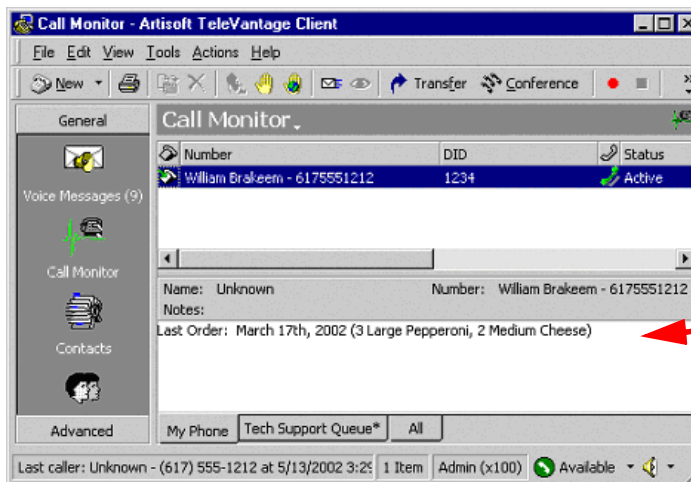 Call Monitor - Artisoft TeleVantage Client
File Edit View Tools Actions Help
New Transfer Conference
General
Call Monitor
Number DID Status
William Brakeem - 6175551212 1234 Active
Voice Messages (9)
Call Monitor
Contacts
Advanced
Name: Unknown Number: William Brakeem - 6175551212
Notes:
Last Order: March 17th, 2002 (3 Large Pepperoni, 2 Medium Cheese)
My Phone Tech Support Queue* All
Last caller: Unknown - (617) 555-1212 at 5/13/2002 3:29 1 Item Admin (x100) Available